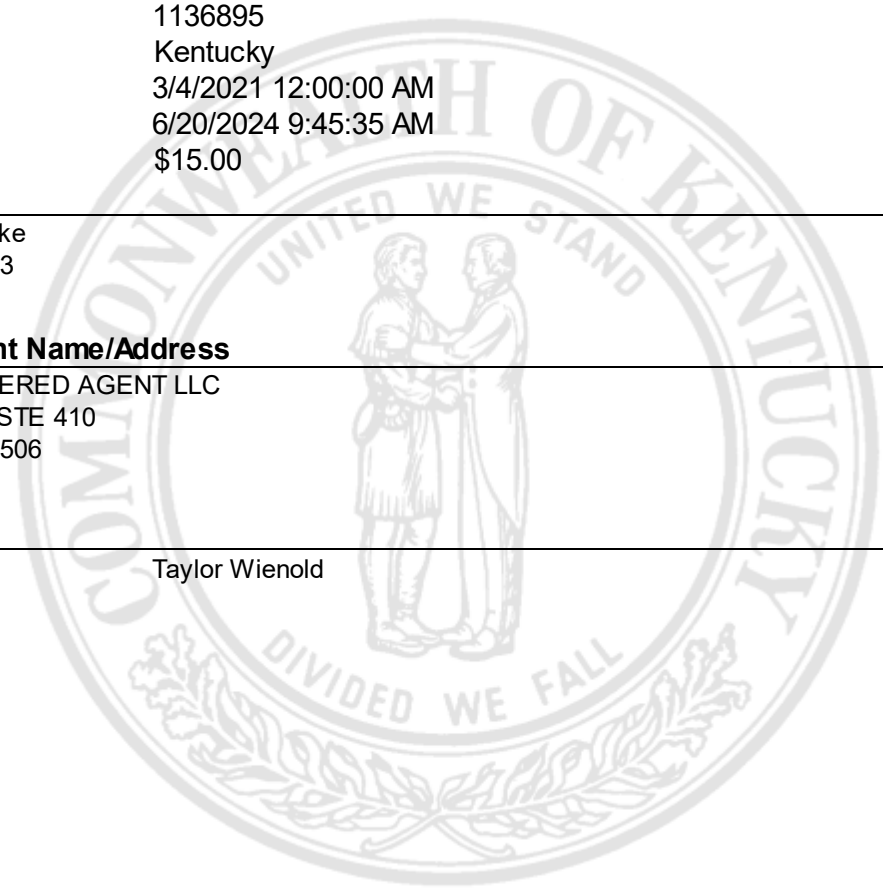 1136895
Kentucky
3/4/2021 12:00:00 AM
6/20/2024 9:45:35 AM
$15.00
ke
3
nt Name/Address
ERED AGENT LLC
STE 410
506
Taylor Wienold
COMMONWEALTH OF KENTUCKY
UNITED WE STAND
DIVIDED WE FALL